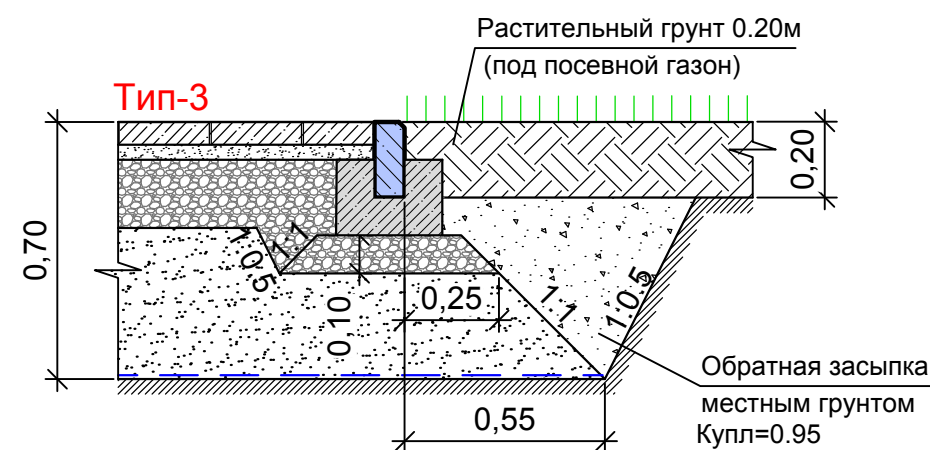 Растительный грунт 0.20м
(под посевной газон)
Тип-3
0,20
0,70
1:0.5
1:1
0,10
0,25
1:1
1:0.5
0,55
Обратная засыпка
местным грунтом
Купл=0.95